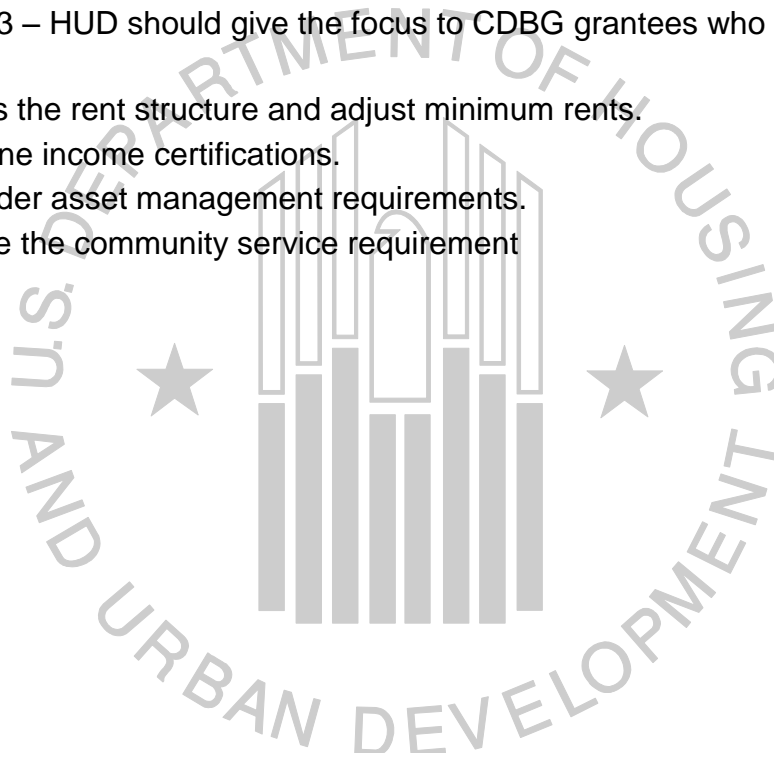 3 – HUD should give the focus to CDBG grantees who
s the rent structure and adjust minimum rents.
ne income certifications.
der asset management requirements.
e the community service requirement
U.S. DEPARTMENT OF HOUSING
AND URBAN DEVELOPMENT